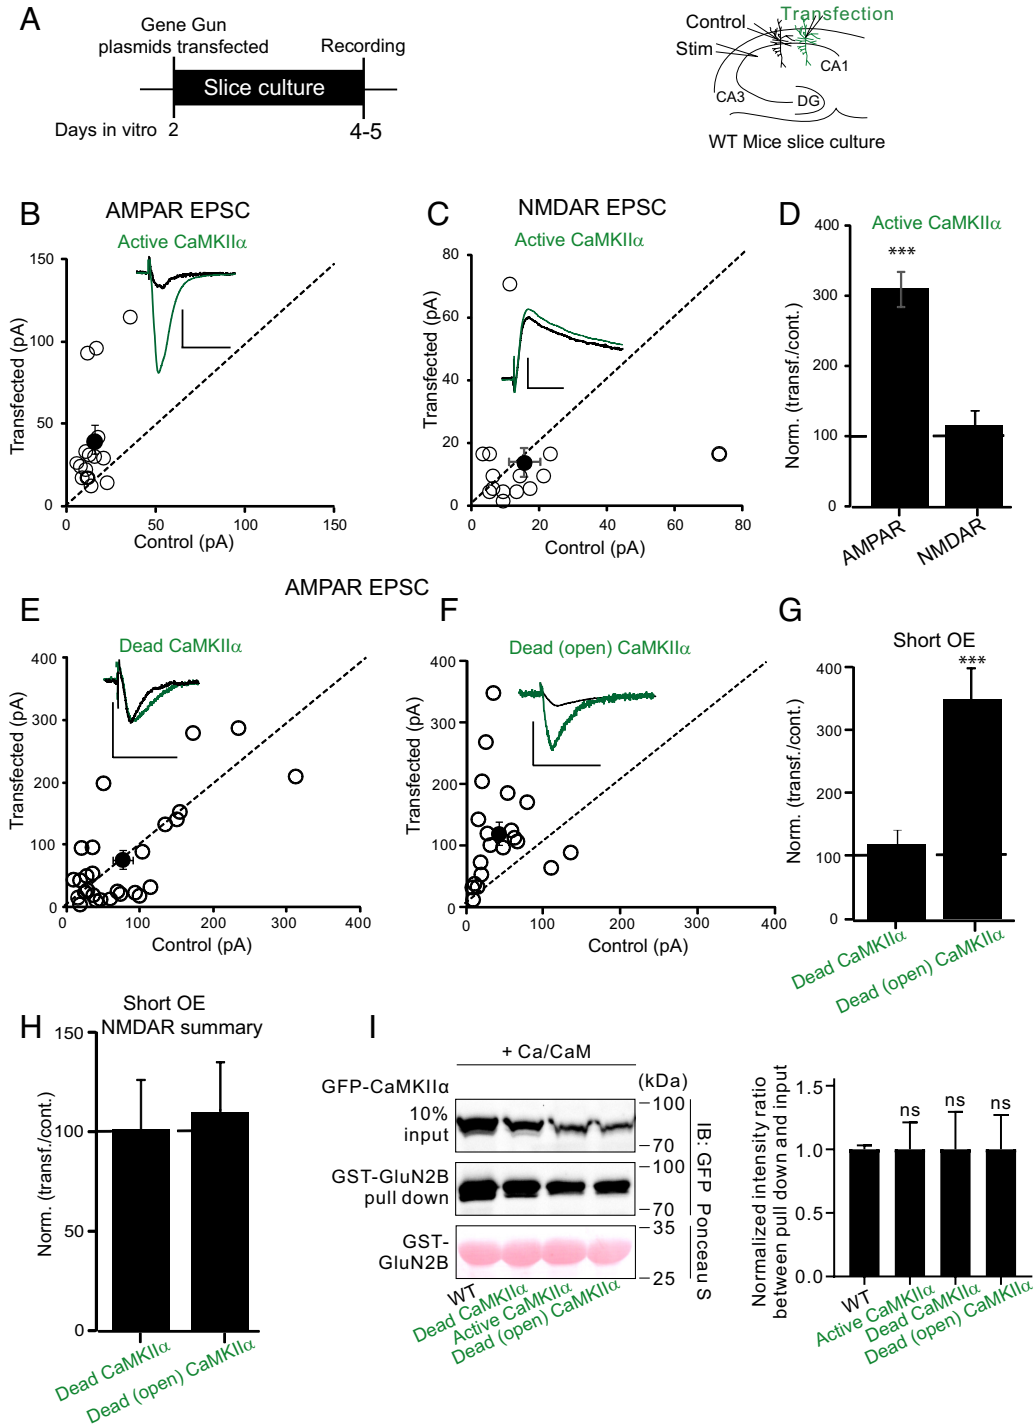 A
Gene Gun
plasmids transfected
Recording
Slice culture
Days in vitro 2
4-5
Control
Transfection
Stim
CA1
CA3
DG
WT Mice slice culture
B
AMPAR EPSC
Active CaMKIIα
Transfected (pA)
150
100
50
0
0
50
100
150
Control (pA)
C
NMDAR EPSC
Active CaMKIIα
Transfected (pA)
80
60
40
20
0
0
20
40
60
80
Control (pA)
D
Active CaMKIIα
Norm. (transf./cont.)
400
300
200
100
0
***
AMPAR
NMDAR
AMPAR EPSC
E
Dead CaMKIIα
Transfected (pA)
400
300
200
100
0
0
100
200
300
400
Control (pA)
F
Dead (open) CaMKIIα
Transfected (pA)
400
300
200
100
0
0
100
200
300
400
Control (pA)
G
Short OE
Norm. (transf./cont.)
400
300
200
100
0
***
Dead CaMKIIα
Dead (open) CaMKIIα
H
Short OE
NMDAR summary
Norm. (transf./cont.)
150
100
50
0
Dead CaMKIIα
Dead (open) CaMKIIα
I
+ Ca/CaM
GFP-CaMKIIα
(kDa)
10%
input
100
70
GST-GluN2B
pull down
100
70
GST-
GluN2B
35
25
IB: GFP
Ponceau S
WT
Dead CaMKIIα
Active CaMKIIα
Dead (open) CaMKIIα
Normalized intensity ratio
between pull down and input
1.5
1.0
0.5
0.0
ns
ns
ns
WT
Active CaMKIIα
Dead CaMKIIα
Dead (open) CaMKIIα